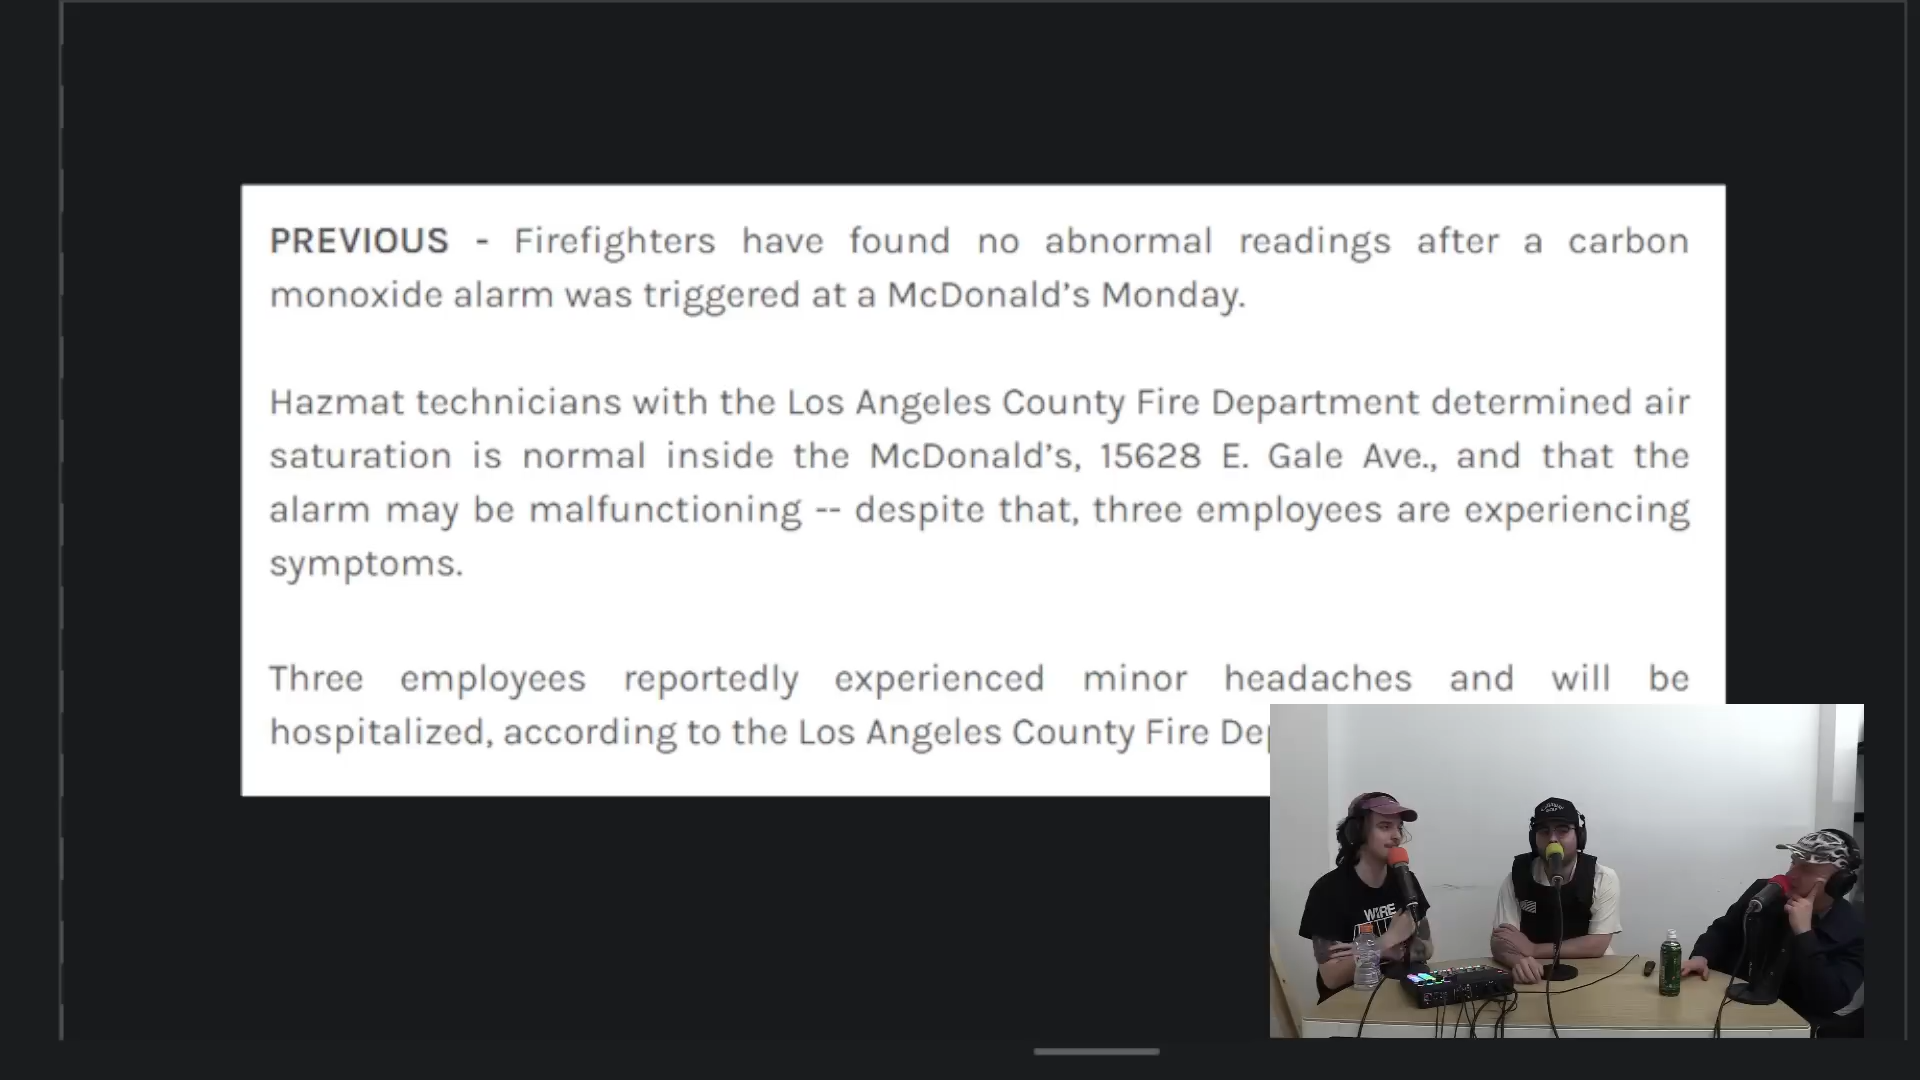 PREVIOUS - Firefighters have found no abnormal readings after a carbon
monoxide alarm was triggered at a McDonald’s Monday.
Hazmat technicians with the Los Angeles County Fire Department determined air
saturation is normal inside the McDonald’s, 15628 E. Gale Ave., and that the
alarm may be malfunctioning -- despite that, three employees are experiencing
symptoms.
Three employees reportedly experienced minor headaches and will be
hospitalized, according to the Los Angeles County Fire
WIRE